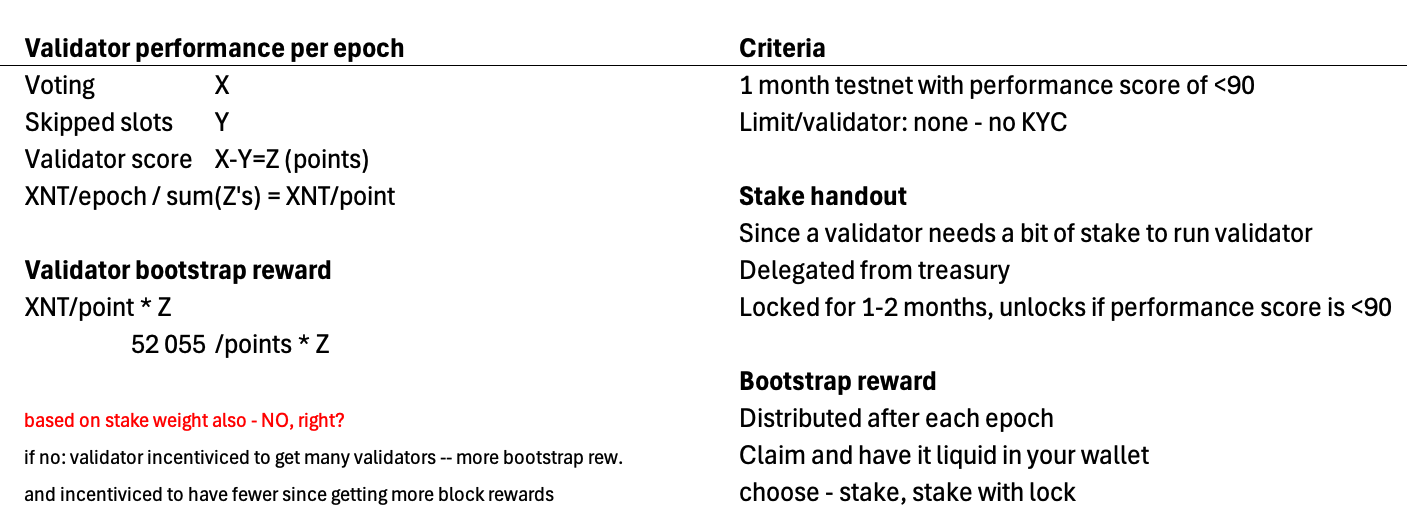 Validator performance per epoch
Voting X
Skipped slots Y
Validator score X-Y=Z (points)
XNT/epoch / sum(Z's) = XNT/point
Validator bootstrap reward
XNT/point * Z
52 055 /points * Z
based on stake weight also - NO, right?
if no: validator incentiviced to get many validators -- more bootstrap rew.
and incentiviced to have fewer since getting more block rewards
Criteria
1 month testnet with performance score of <90
Limit/validator: none - no KYC
Stake handout
Since a validator needs a bit of stake to run validator
Delegated from treasury
Locked for 1-2 months, unlocks if performance score is <90
Bootstrap reward
Distributed after each epoch
Claim and have it liquid in your wallet
choose - stake, stake with lock